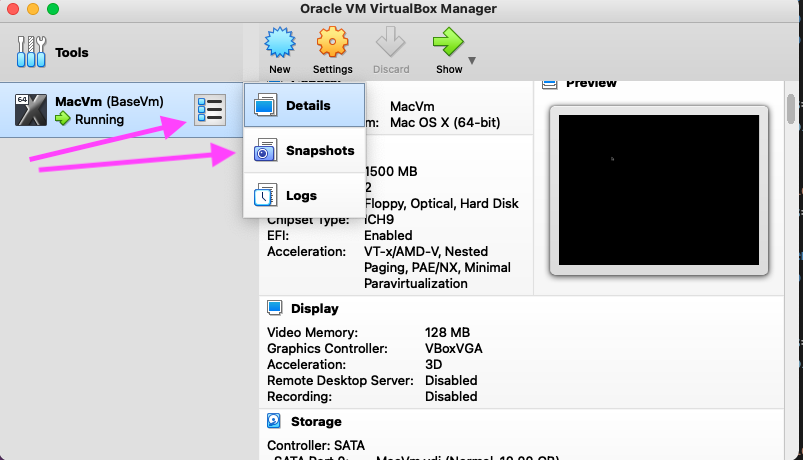 Oracle VM VirtualBox Manager
Tools
New
Settings
Discard
Show
64
MacVm (BaseVm)
Running
Details
Snapshots
Logs
MacVm
Mac OS X (64-bit)
1500 MB
2
Floppy, Optical, Hard Disk
Chipset Type: ICH9
EFI: Enabled
Acceleration: VT-x/AMD-V, Nested
Paging, PAE/NX, Minimal
Paravirtualization
Preview
Display
Video Memory: 128 MB
Graphics Controller: VBoxVGA
Acceleration: 3D
Remote Desktop Server: Disabled
Recording: Disabled
Storage
Controller: SATA